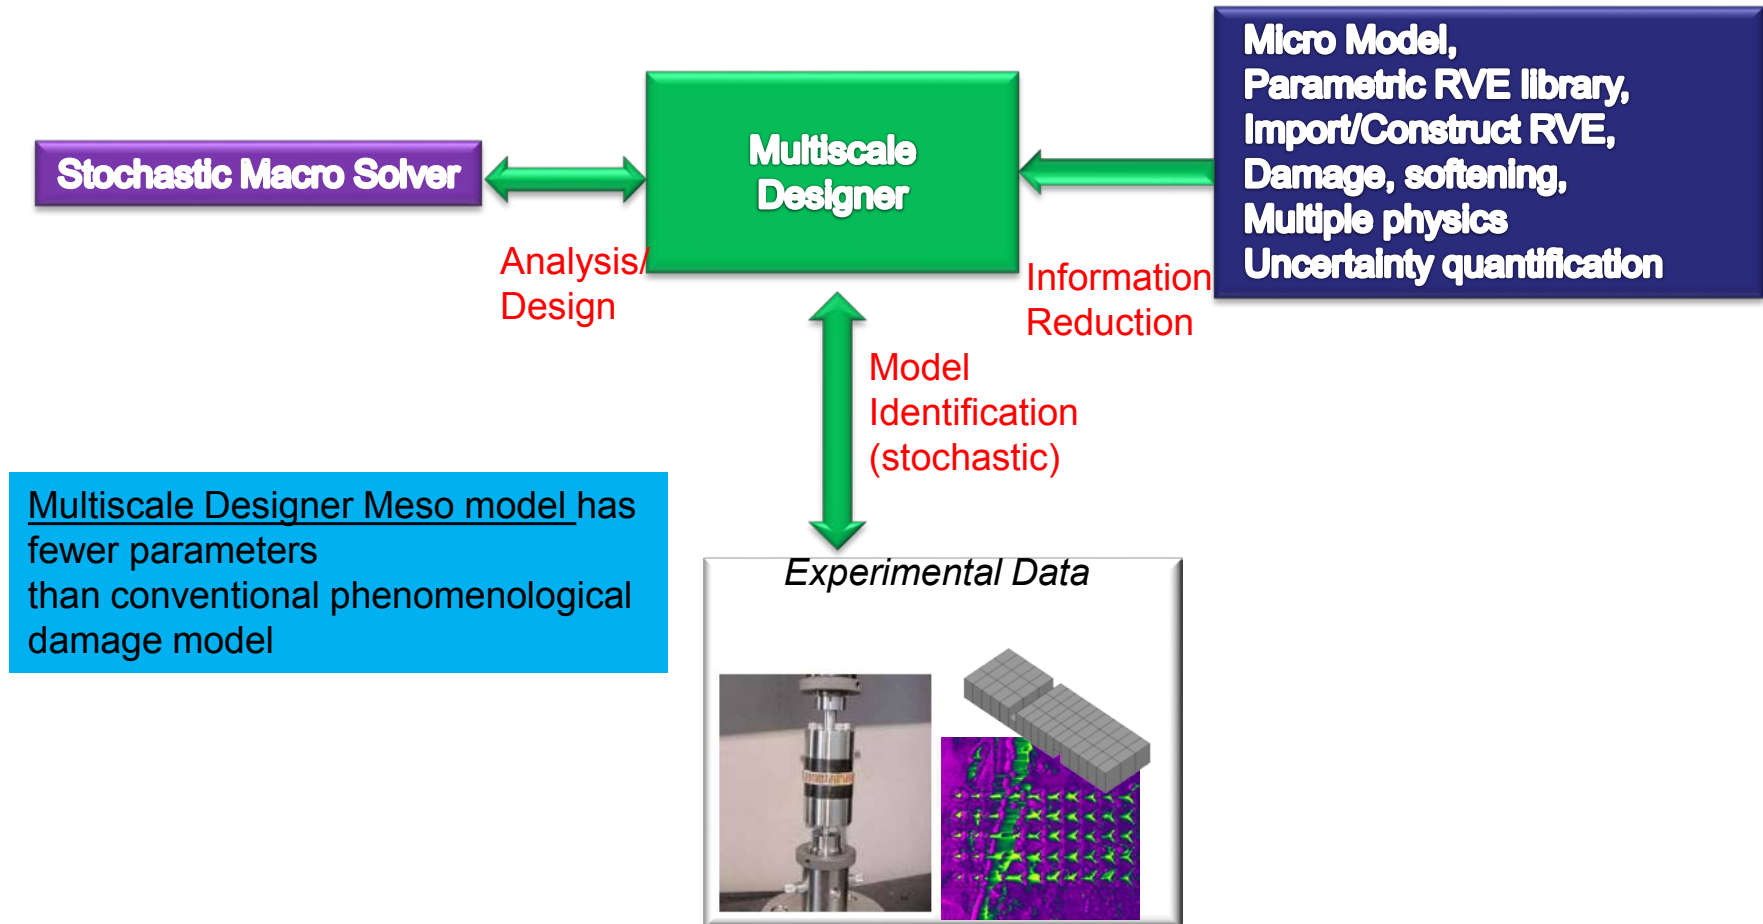 Micro Model,
Parametric RVE library,
Import/Construct RVE,
Damage, softening,
Multiple physics
Uncertainty quantification
Multiscale
Designer
Stochastic Macro Solver
Analysis/
Design
Information
Reduction
Model
Identification
(stochastic)
Multiscale Designer Meso model has
fewer parameters
than conventional phenomenological
damage model
Experimental Data